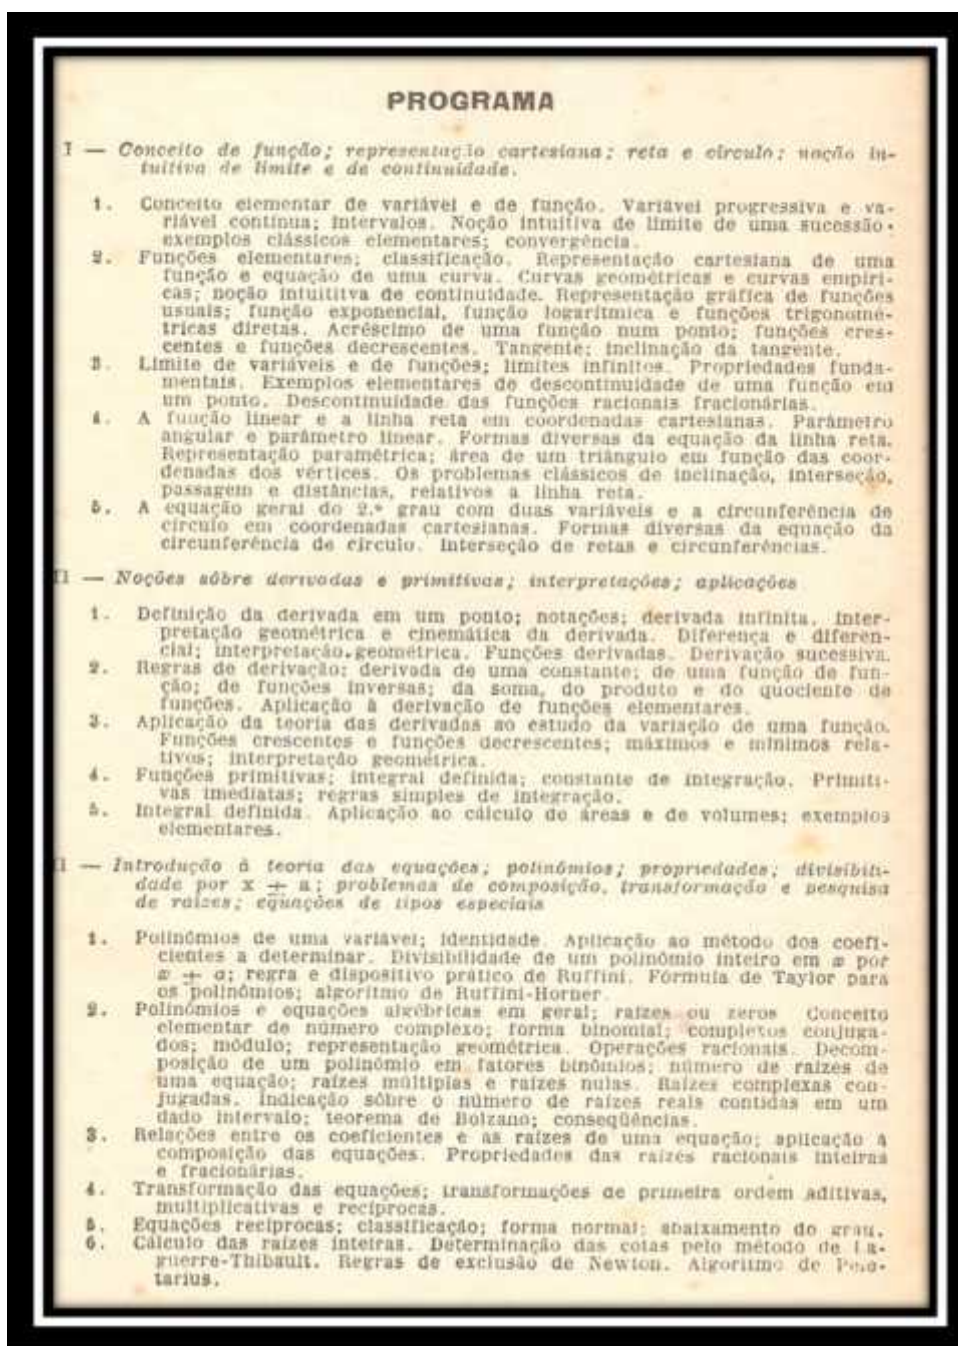 PROGRAMA
I — Conceito de função; representação cartesiana; reta e círculo; noção in-
tuitiva de limite e de continuidade.
1. Conceito elementar de variável e de função. Variável progressiva e va-
riável contínua; intervalos. Noção intuitiva de limite de uma sucessão
exemplos clássicos elementares; convergência.
2. Funções elementares; classificação. Representação cartesiana de uma
função e equação de uma curva. Curvas geométricas e curvas empíri-
cas; noção intuititva de continuidade. Representação gráfica de funções
usuais; função exponencial, função logarítmica e funções trigonomé-
tricas diretas. Acréscimo de uma função num ponto; funções cres-
centes e funções decrescentes. Tangente; inclinação da tangente.
3. Limite de variáveis e de funções; limites infinitos. Propriedades funda-
mentais. Exemplos elementares de descontinuidade de uma função em
um ponto. Descontinuidade das funções racionais fracionárias.
4. A função linear e a linha reta em coordenadas cartesianas. Parâmetro
angular e parâmetro linear. Formas diversas da equação da linha reta.
Representação paramétrica; área de um triângulo em função das coor-
denadas dos vértices. Os problemas clássicos de inclinação, interseção,
passagem e distâncias, relativos a linha reta.
5. A equação geral do 2.º grau com duas variáveis e a circunferência de
círculo em coordenadas cartesianas. Formas diversas da equação da
circunferência de círculo. Interseção de retas e circunferências.
II — Noções sôbre derivadas e primitivas; interpretações; aplicações
1. Definição da derivada em um ponto; notações; derivada infinita. Inter-
pretação geométrica e cinemática da derivada. Diferença e diferen-
cial; interpretação geométrica. Funções derivadas. Derivação sucessiva.
2. Regras de derivação; derivada de uma constante; de uma função de fun-
ção; de funções inversas; da soma, do produto e do quociente de
funções. Aplicação à derivação de funções elementares.
3. Aplicação da teoria das derivadas ao estudo da variação de uma função.
Funções crescentes e funções decrescentes; máximos e mínimos rela-
tivos; interpretação geométrica.
4. Funções primitivas; integral definida; constante de integração. Primiti-
vas imediatas; regras simples de integração.
5. Integral definida. Aplicação ao cálculo de áreas e de volumes; exemplos
elementares.
II — Introdução à teoria das equações; polinômios; propriedades; divisibili-
dade por x ± a; problemas de composição, transformação e pesquisa
de raízes; equações de tipos especiais
1. Polinômios de uma variável; identidade. Aplicação ao método dos coefi-
cientes a determinar. Divisibilidade de um polinômio inteiro em x por
x ± a; regra e dispositivo prático de Ruffini. Fórmula de Taylor para
os polinômios; algoritmo de Ruffini-Horner.
2. Polinômios e equações algébricas em geral; raízes ou zeros Conceito
elementar de número complexo; forma binomial; complexos conjuga-
dos; módulo; representação geométrica. Operações racionais. Decom-
posição de um polinômio em fatores binômios; número de raízes de
uma equação; raízes múltiplas e raízes nulas. Raízes complexas con-
jugadas. Indicação sôbre o número de raízes reais contidas em um
dado intervalo; teorema de Bolzano; conseqüências.
3. Relações entre os coeficientes e as raízes de uma equação; aplicação à
composição das equações. Propriedades das raízes racionais inteiras
e fracionárias.
4. Transformação das equações; transformações de primeira ordem aditivas,
multiplicativas e recíprocas.
5. Equações recíprocas; classificação; forma normal; abaixamento do grau.
6. Cálculo das raízes inteiras. Determinação das cotas pelo método de La-
guerre-Thibault. Regras de exclusão de Newton. Algoritmo de Pele-
tarius.